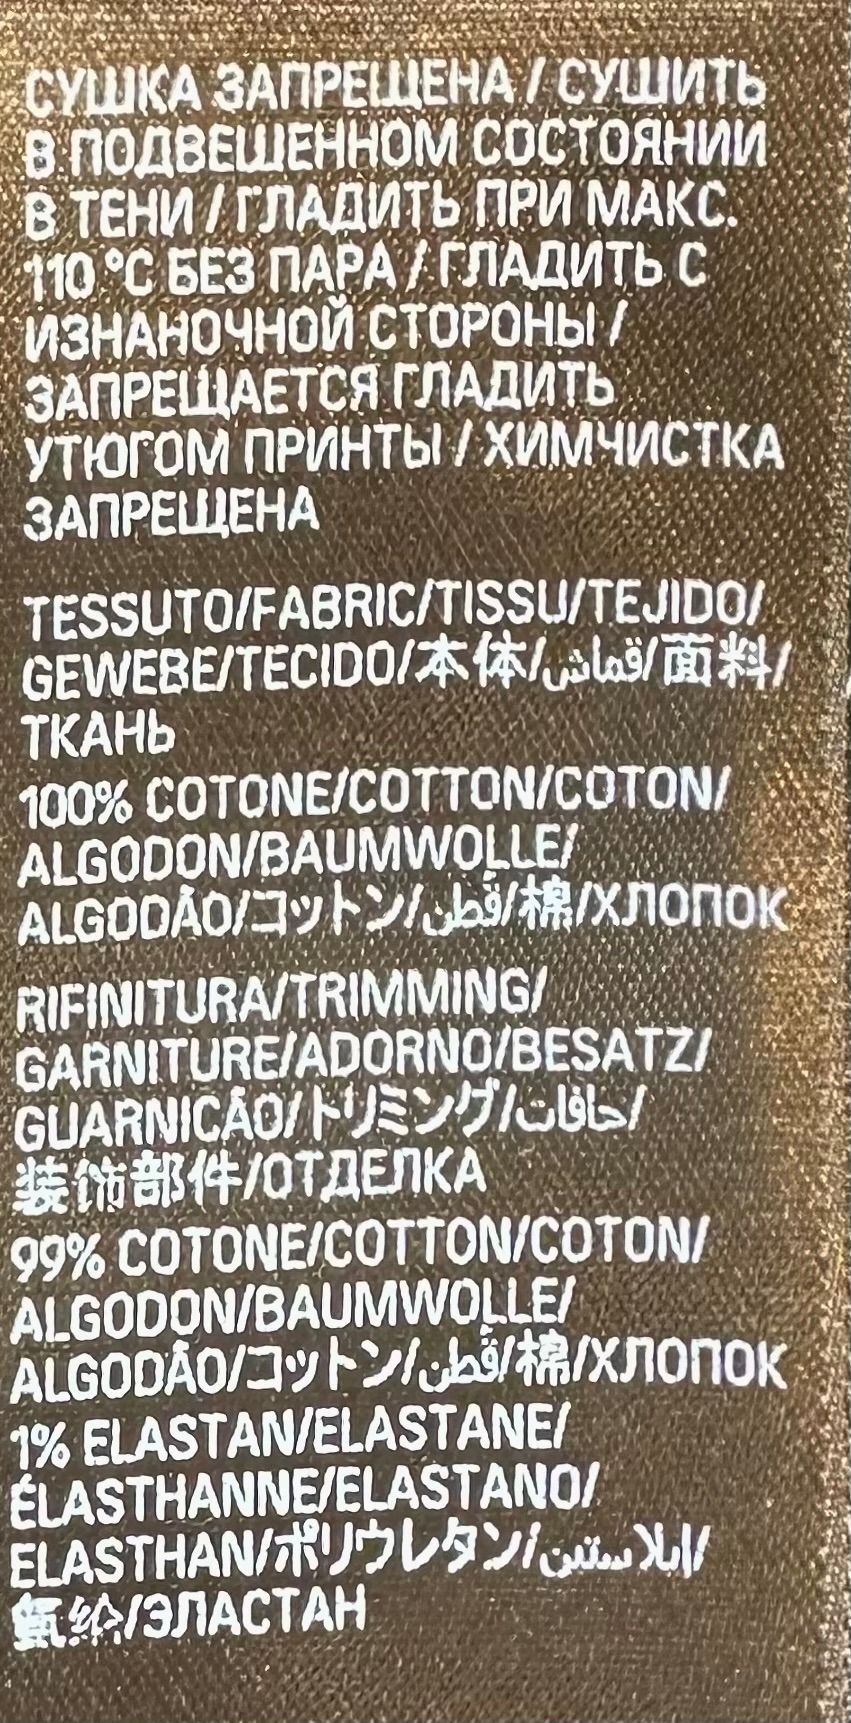 СУШКА ЗАПРЕЩЕНА / СУШИТЬ
В ПОДВЕШЕННОМ СОСТОЯНИИ
В ТЕНИ / ГЛАДИТЬ ПРИ МАКС.
110 °C БЕЗ ПАРА / ГЛАДИТЬ С
ИЗНАНОЧНОЙ СТОРОНЫ /
ЗАПРЕЩАЕТСЯ ГЛАДИТЬ
УТЮГОМ ПРИНТЫ / ХИМЧИСТКА
ЗАПРЕЩЕНА
TESSUTO/FABRIC/TISSU/TEJIDO/
GEWEBE/TECIDO/本体/قماش/面料/
ТКАНЬ
100% COTONE/COTTON/COTON/
ALGODON/BAUMWOLLE/
ALGODÃO/コットン/قُطن/棉/ХЛОПОК
RIFINITURA/TRIMMING/
GARNITURE/ADORNO/BESATZ/
GUARNICÃO/トリミング/حافات/
装饰部件/ОТДЕЛКА
99% COTONE/COTTON/COTON/
ALGODON/BAUMWOLLE/
ALGODÃO/コットン/قُطن/棉/ХЛОПОК
1% ELASTAN/ELASTANE/
ÉLASTHANNE/ELASTANO/
ELASTHAN/ポリウレタン/إيلاستين/
氨纶/ЭЛАСТАН